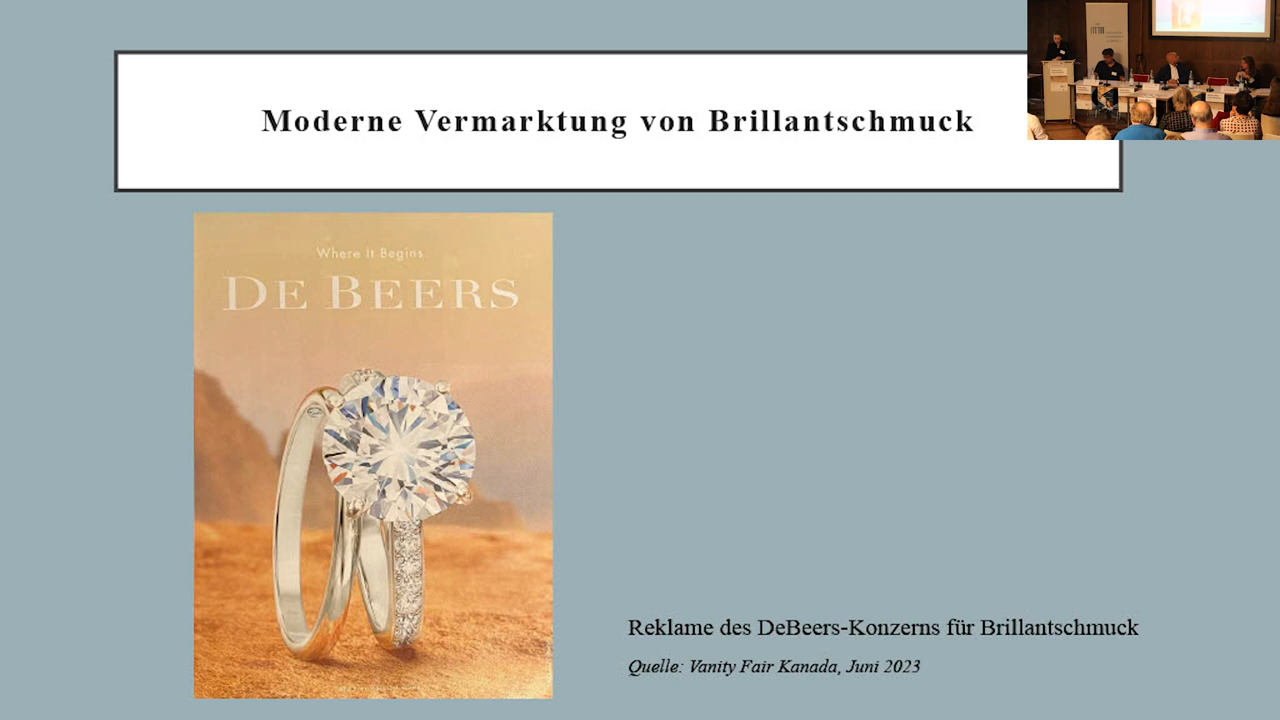 Moderne Vermarktung von Brillantschmuck
Where It Begins
DE BEERS
Reklame des DeBeers-Konzerns für Brillantschmuck
Quelle: Vanity Fair Kanada, Juni 2023